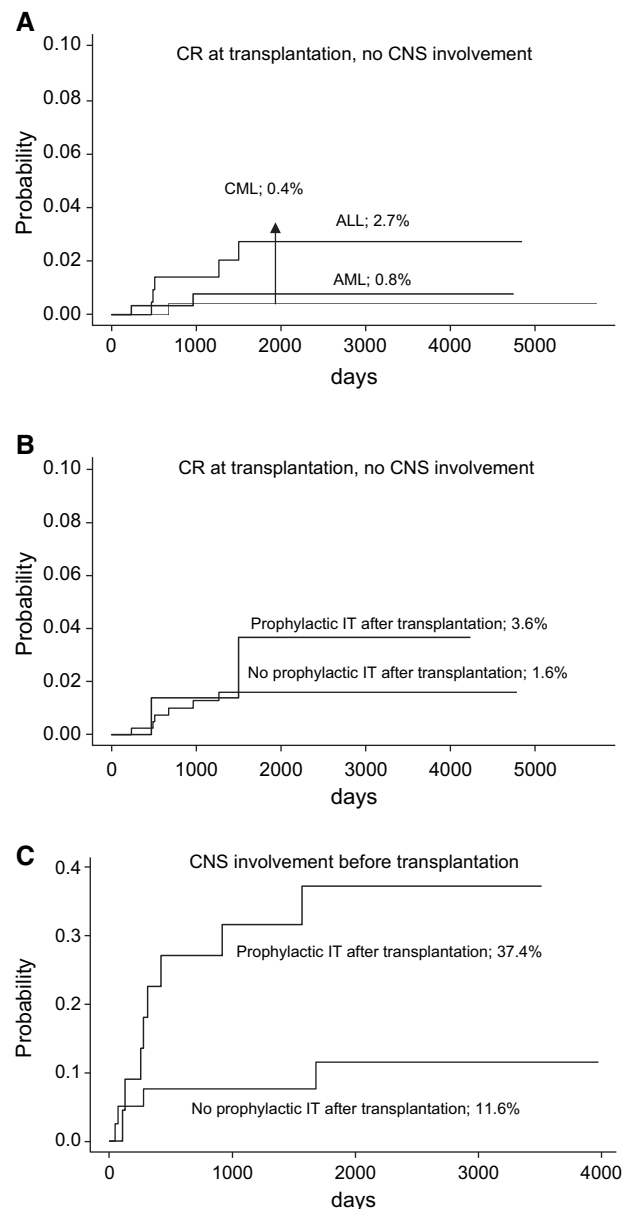 A
CR at transplantation, no CNS involvement
Probability
0.10
0.08
0.06
0.04
0.02
0.00
CML; 0.4%
ALL; 2.7%
AML; 0.8%
0 1000 2000 3000 4000 5000
days
B
CR at transplantation, no CNS involvement
Probability
0.10
0.08
0.06
0.04
0.02
0.00
Prophylactic IT after transplantation; 3.6%
No prophylactic IT after transplantation; 1.6%
0 1000 2000 3000 4000 5000
days
C
CNS involvement before transplantation
Probability
0.4
0.3
0.2
0.1
0.0
Prophylactic IT after transplantation; 37.4%
No prophylactic IT after transplantation; 11.6%
0 1000 2000 3000 4000
days